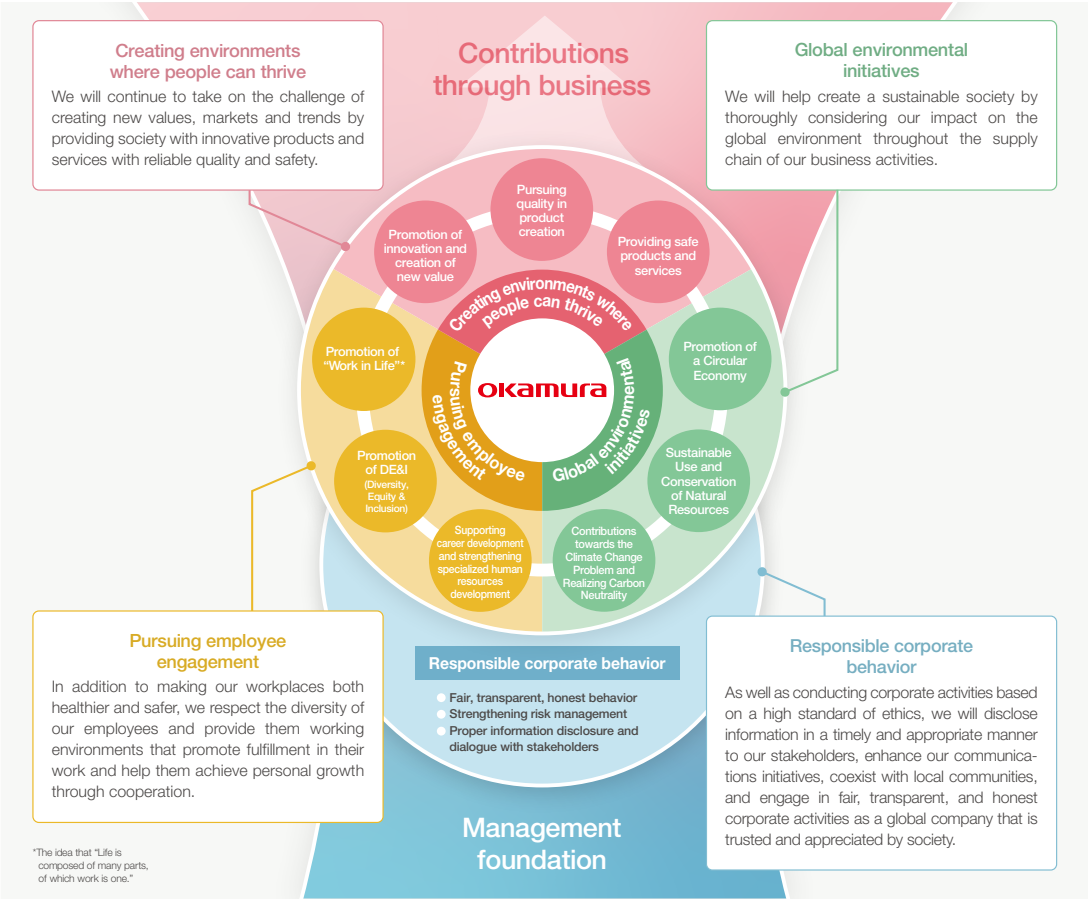 Creating environments
where people can thrive
We will continue to take on the challenge of
creating new values, markets and trends by
providing society with innovative products and
services with reliable quality and safety.
Contributions
through business
Global environmental
initiatives
We will help create a sustainable society by
thoroughly considering our impact on the
global environment throughout the supply
chain of our business activities.
Pursuing
quality in
product
creation
Promotion of
innovation and
creation of
new value
Providing safe
products and
services
Creating environments where
people can thrive
Promotion of
“Work in Life”*
Promotion of
a Circular
Economy
okamura
Pursuing employee
engagement
Global environmental
initiatives
Promotion
of DE&I
(Diversity,
Equity &
Inclusion)
Sustainable
Use and
Conservation
of Natural
Resources
Supporting
career development
and strengthening
specialized human
resources
development
Contributions
towards the
Climate Change
Problem and
Realizing Carbon
Neutrality
Pursuing employee
engagement
In addition to making our workplaces both
healthier and safer, we respect the diversity of
our employees and provide them working
environments that promote fulfillment in their
work and help them achieve personal growth
through cooperation.
Responsible corporate behavior
Fair, transparent, honest behavior
Strengthening risk management
Proper information disclosure and
dialogue with stakeholders
Responsible corporate
behavior
As well as conducting corporate activities based
on a high standard of ethics, we will disclose
information in a timely and appropriate manner
to our stakeholders, enhance our communica-
tions initiatives, coexist with local communities,
and engage in fair, transparent, and honest
corporate activities as a global company that is
trusted and appreciated by society.
Management
foundation
*The idea that “Life is
composed of many parts,
of which work is one.”